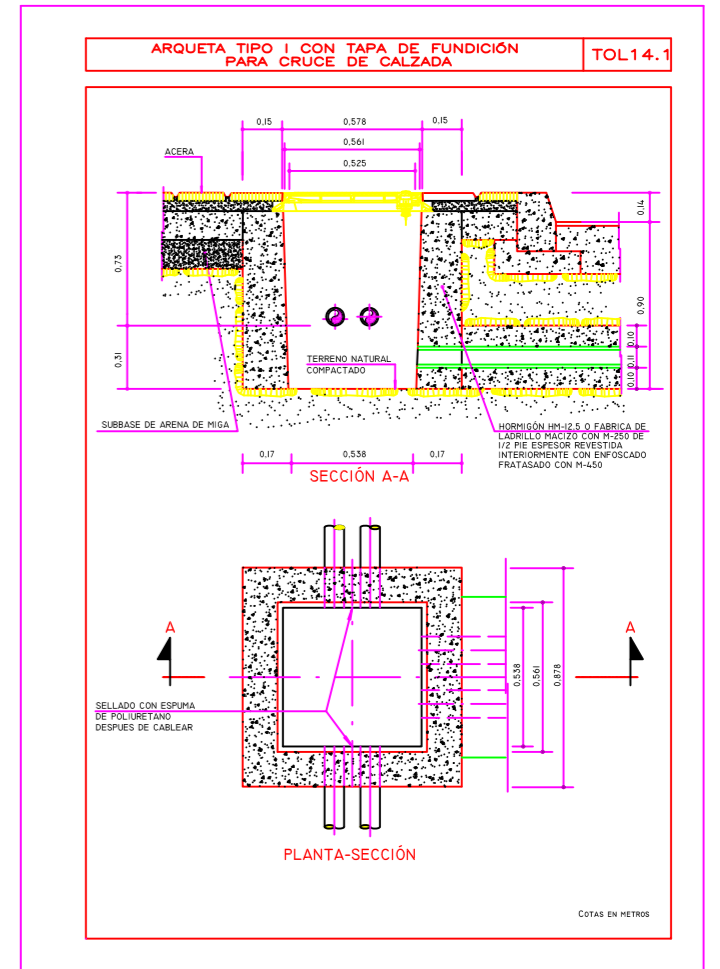 ARQUETA TIPO I CON TAPA DE FUNDICIÓN
PARA CRUCE DE CALZADA
TOL14.1
0,15
0,578
0,15
0,561
0,525
ACERA
0,14
0,73
0,90
0,31
0,10
0,11
0,10
TERRENO NATURAL
COMPACTADO
SUBBASE DE ARENA DE MIGA
HORMIGÓN HM-12.5 O FABRICA DE
LADRILLO MACIZO CON M-250 DE
1/2 PIE ESPESOR REVESTIDA
INTERIORMENTE CON ENFOSCADO
FRATASADO CON M-450
0,17
0,538
0,17
SECCIÓN A-A
A
A
0,538
0,561
0,878
SELLADO CON ESPUMA
DE POLIURETANO
DESPUES DE CABLEAR
PLANTA-SECCIÓN
COTAS EN METROS